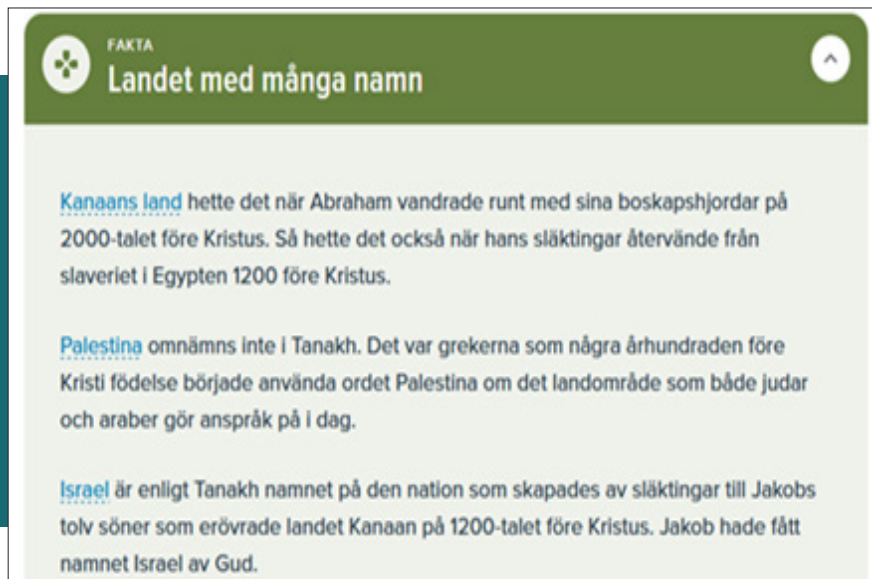 FAKTA
Landet med många namn
Kanaans land hette det när Abraham vandrade runt med sina boskapshjordar på
2000-talet före Kristus. Så hette det också när hans släktingar återvände från
slaveriet i Egypten 1200 före Kristus.
Palestina omnämns inte i Tanakh. Det var grekerna som några århundraden före
Kristi födelse började använda ordet Palestina om det landområde som både judar
och araber gör anspråk på i dag.
Israel är enligt Tanakh namnet på den nation som skapades av släktingar till Jakobs
tolv söner som erövrade landet Kanaan på 1200-talet före Kristus. Jakob hade fått
namnet Israel av Gud.